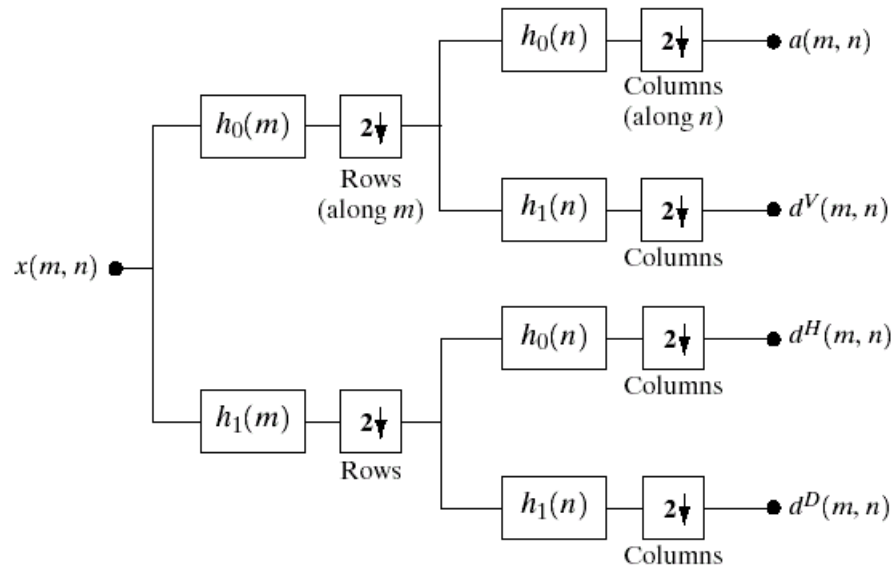 h₀(n)
2↓
a(m, n)
Columns
(along n)
h₀(m)
2↓
Rows
(along m)
h₁(n)
2↓
dⱽ(m, n)
Columns
x(m, n)
h₀(n)
2↓
dᴴ(m, n)
Columns
h₁(m)
2↓
Rows
h₁(n)
2↓
dᴰ(m, n)
Columns